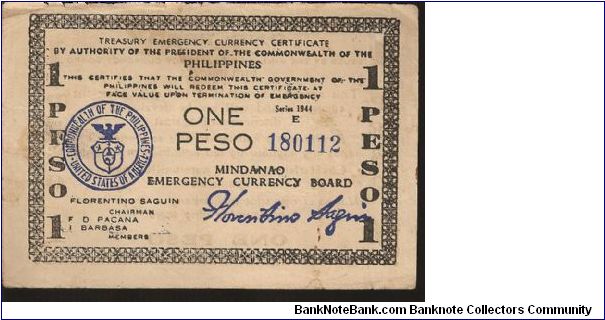 TREASURY EMERGENCY CURRENCY CERTIFICATE
BY AUTHORITY OF THE PRESIDENT OF THE COMMONWEALTH OF THE
PHILIPPINES
THIS CERTIFIES THAT THE COMMONWEALTH GOVERNMENT OF THE
PHILIPPINES WILL REDEEM THIS CERTIFICATE AT
FACE VALUE UPON TERMINATION OF EMERGENCY
1 PESO 1
COMMONWEALTH OF THE PHILIPPINES
UNITED STATES OF AMERICA
ONE
PESO
Series 1944
E
180112
MINDANAO
EMERGENCY CURRENCY BOARD
FLORENTINO SAGUIN
CHAIRMAN
F D PACANA
I BARBASA
MEMBERS
Florentino Saguin
1 PESO 1
BankNoteBank.com Banknote Collectors Community